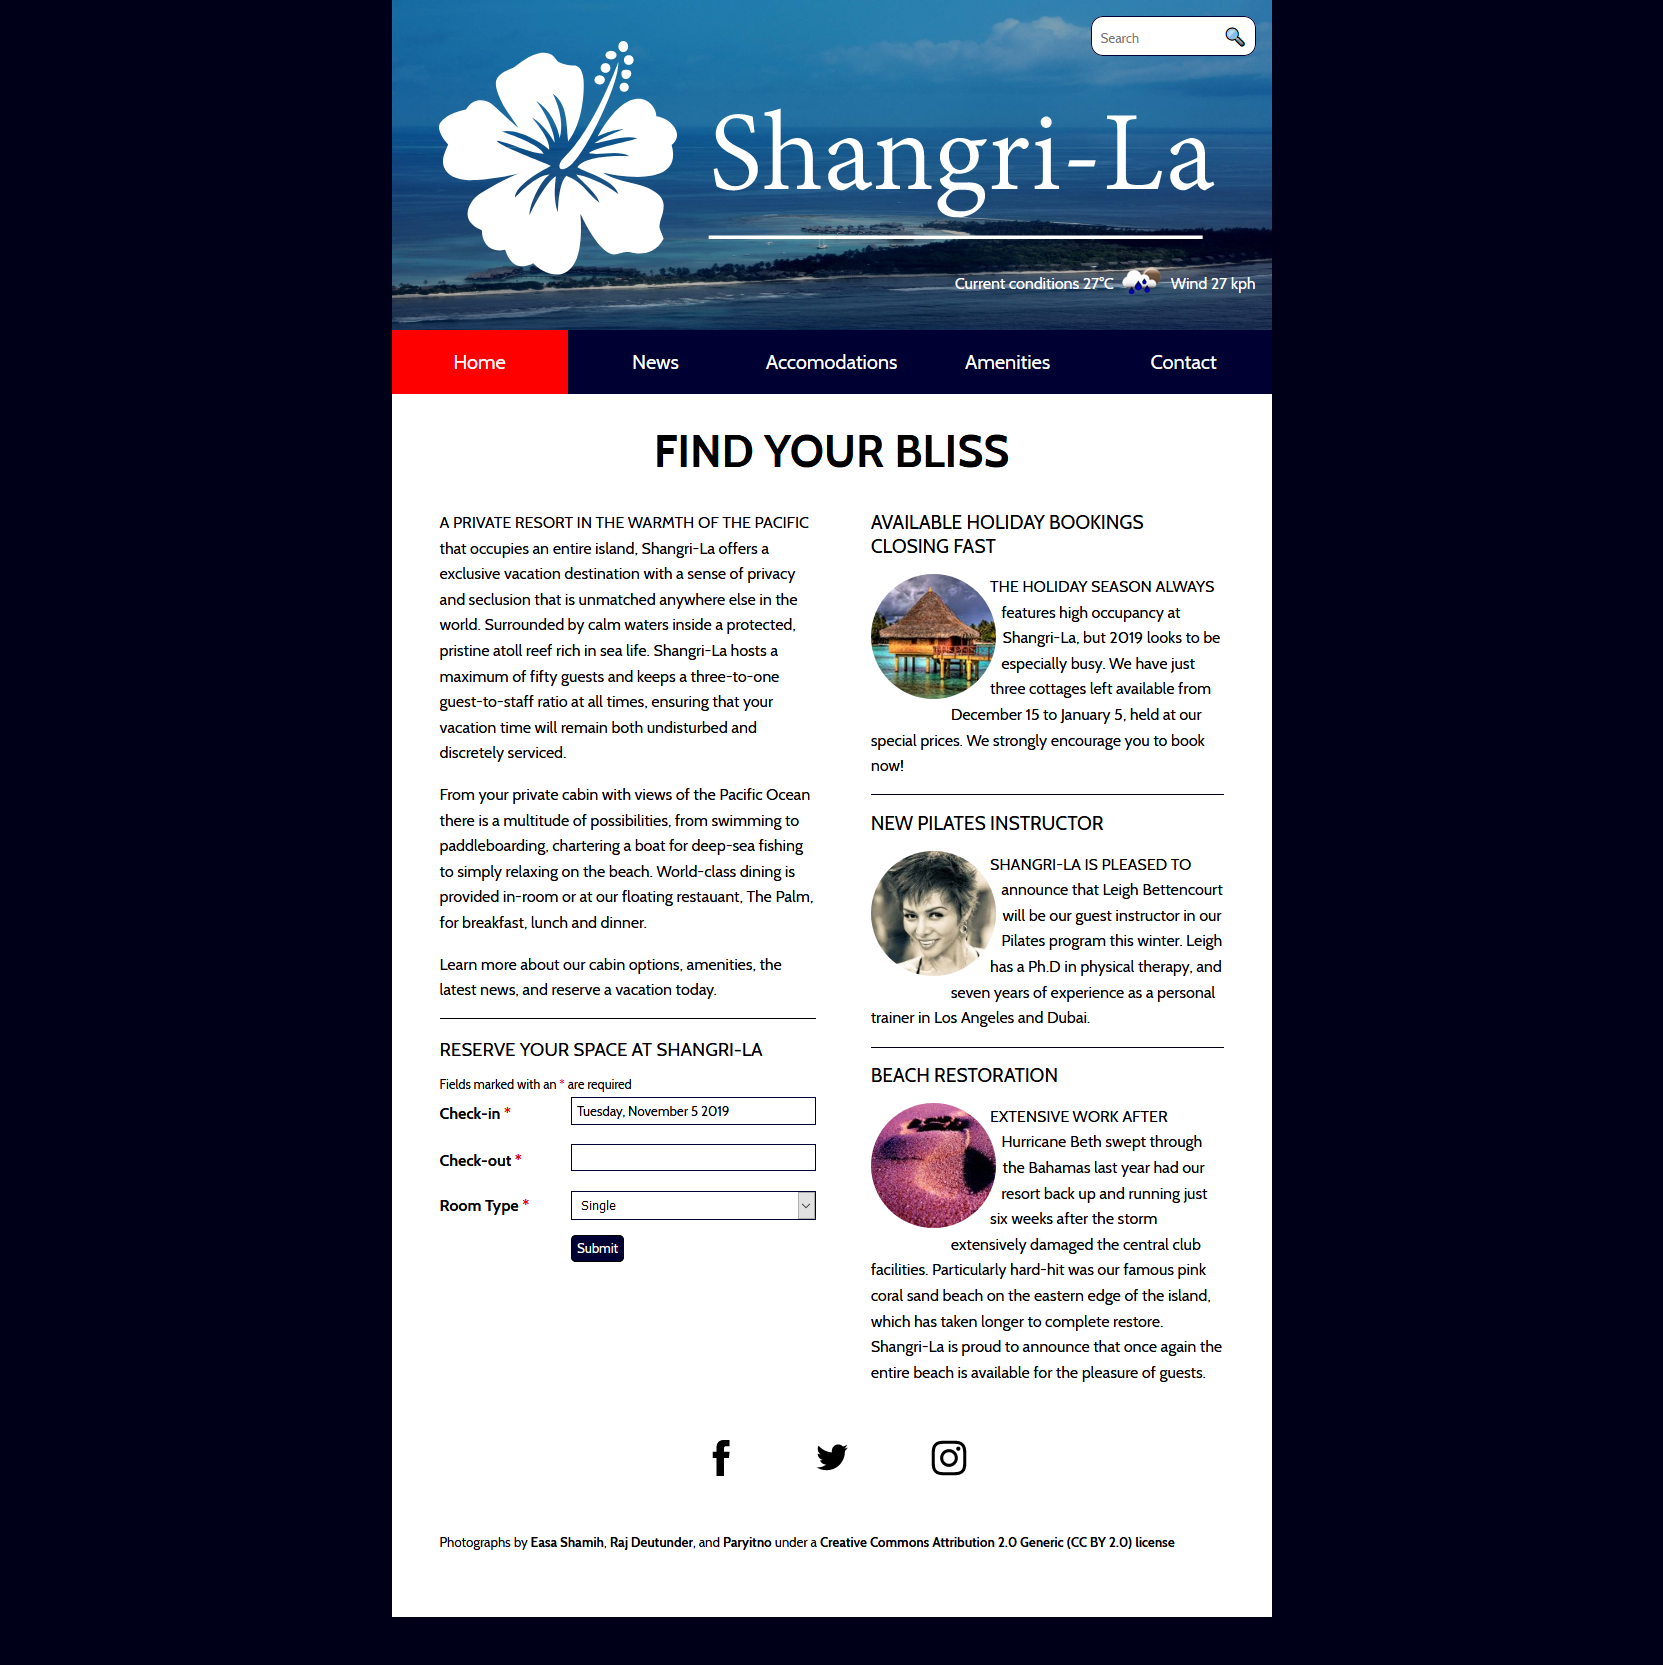 Search
Shangri-La
Current conditions 27°C Wind 27 kph
Home News Accomodations Amenities Contact
FIND YOUR BLISS
A PRIVATE RESORT IN THE WARMTH OF THE PACIFIC
that occupies an entire island, Shangri-La offers a
exclusive vacation destination with a sense of privacy
and seclusion that is unmatched anywhere else in the
world. Surrounded by calm waters inside a protected,
pristine atoll reef rich in sea life. Shangri-La hosts a
maximum of fifty guests and keeps a three-to-one
guest-to-staff ratio at all times, ensuring that your
vacation time will remain both undisturbed and
discretely serviced.
From your private cabin with views of the Pacific Ocean
there is a multitude of possibilities, from swimming to
paddleboarding, chartering a boat for deep-sea fishing
to simply relaxing on the beach. World-class dining is
provided in-room or at our floating restauant, The Palm,
for breakfast, lunch and dinner.
Learn more about our cabin options, amenities, the
latest news, and reserve a vacation today.
RESERVE YOUR SPACE AT SHANGRI-LA
Fields marked with an * are required
Check-in * Tuesday, November 5 2019
Check-out *
Room Type * Single
Submit
AVAILABLE HOLIDAY BOOKINGS
CLOSING FAST
THE HOLIDAY SEASON ALWAYS
features high occupancy at
Shangri-La, but 2019 looks to be
especially busy. We have just
three cottages left available from
December 15 to January 5, held at our
special prices. We strongly encourage you to book
now!
NEW PILATES INSTRUCTOR
SHANGRI-LA IS PLEASED TO
announce that Leigh Bettencourt
will be our guest instructor in our
Pilates program this winter. Leigh
has a Ph.D in physical therapy, and
seven years of experience as a personal
trainer in Los Angeles and Dubai.
BEACH RESTORATION
EXTENSIVE WORK AFTER
Hurricane Beth swept through
the Bahamas last year had our
resort back up and running just
six weeks after the storm
extensively damaged the central club
facilities. Particularly hard-hit was our famous pink
coral sand beach on the eastern edge of the island,
which has taken longer to complete restore.
Shangri-La is proud to announce that once again the
entire beach is available for the pleasure of guests.
Photographs by Easa Shamih, Raj Deutunder, and Paryitno under a Creative Commons Attribution 2.0 Generic (CC BY 2.0) license